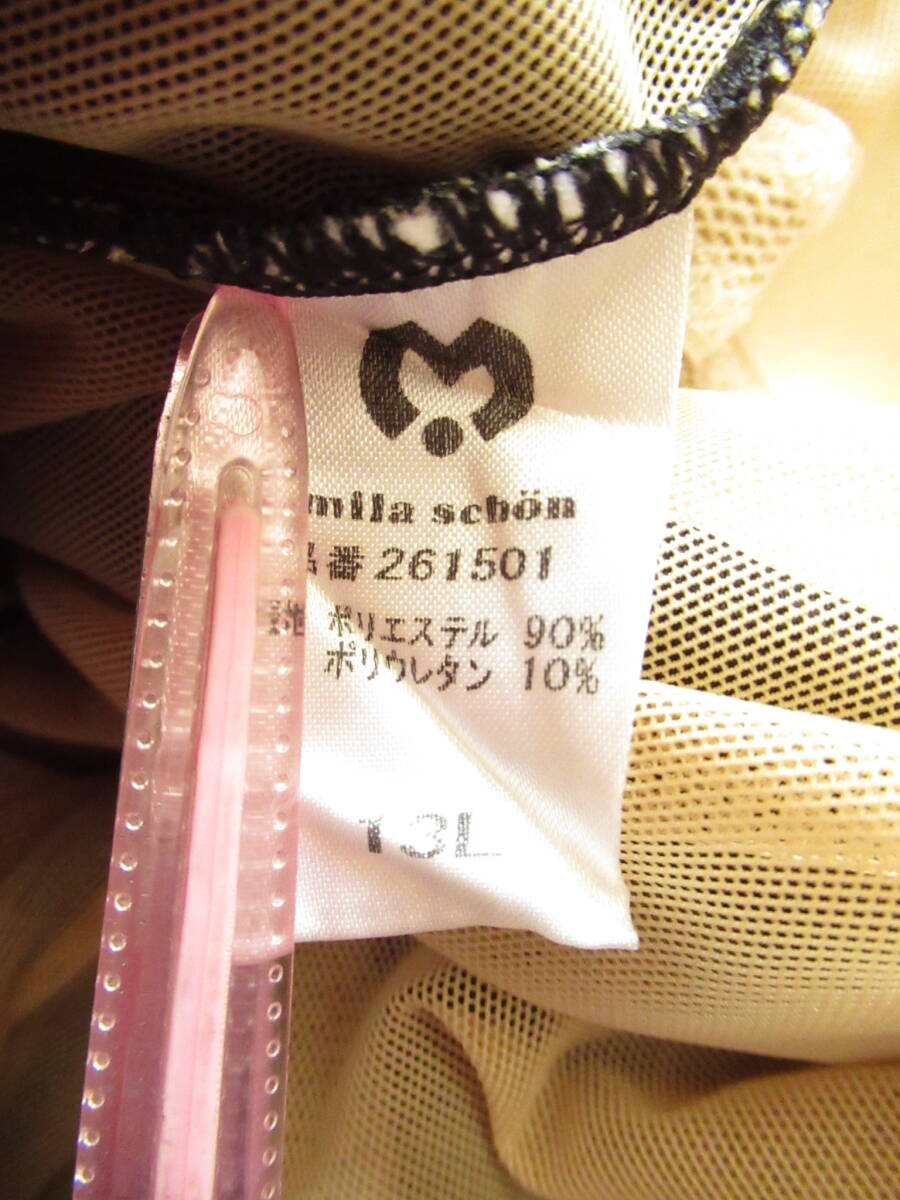 mila schön
品番 261501
ポリエステル 90%
ポリウレタン 10%
13L